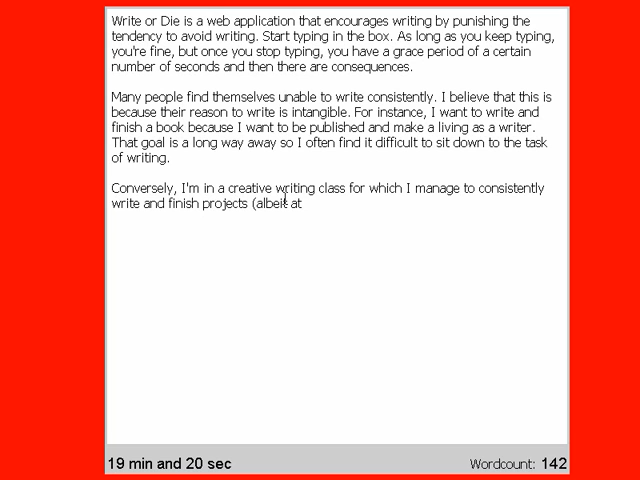 Write or Die is a web application that encourages writing by punishing the
tendency to avoid writing. Start typing in the box. As long as you keep typing,
you're fine, but once you stop typing, you have a grace period of a certain
number of seconds and then there are consequences.
Many people find themselves unable to write consistently. I believe that this is
because their reason to write is intangible. For instance, I want to write and
finish a book because I want to be published and make a living as a writer.
That goal is a long way away so I often find it difficult to sit down to the task
of writing.
Conversely, I'm in a creative writing class for which I manage to consistently
write and finish projects (albeit at
19 min and 20 sec
Wordcount: 142